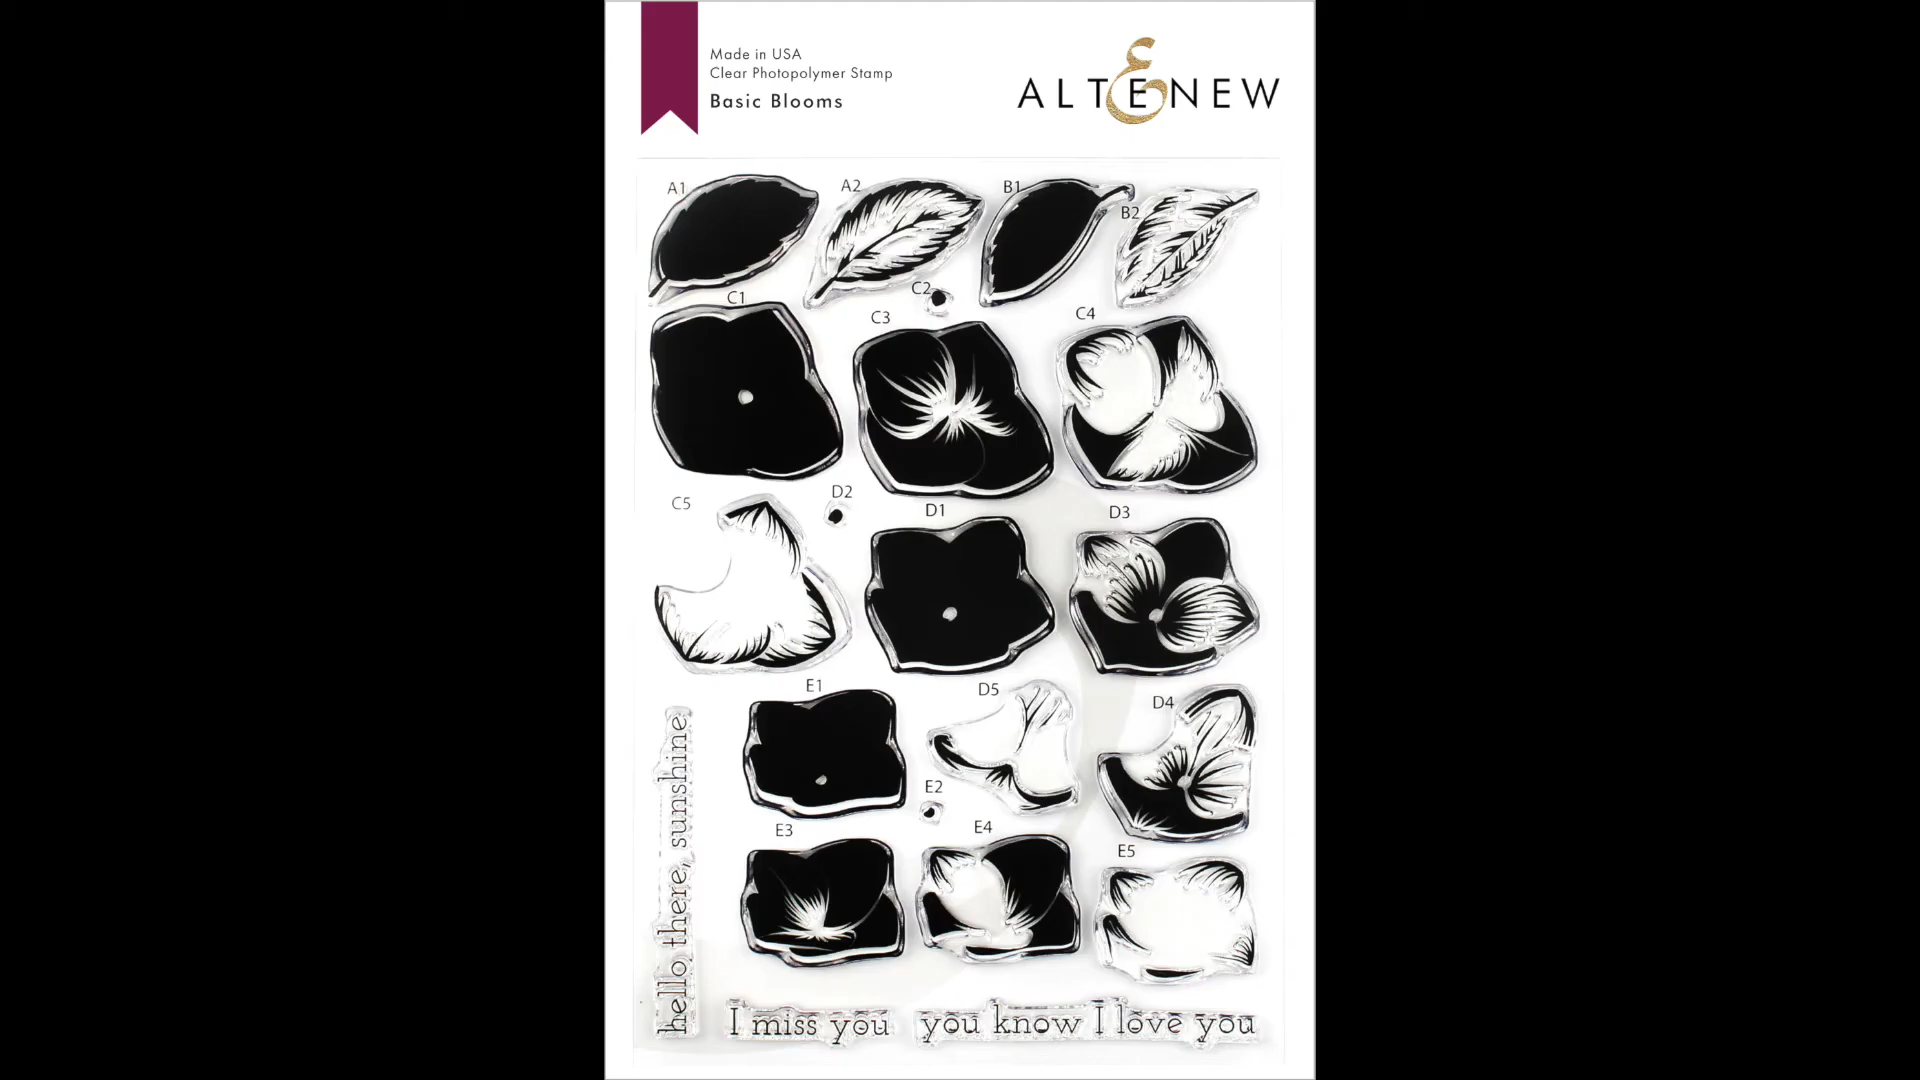 Made in USA
Clear Photopolymer Stamp
Basic Blooms
ALTENEW
A1
A2
B1
B2
C1
C2
C3
C4
C5
D2
D1
D3
E1
D5
D4
E2
E3
E4
E5
hello there, sunshine
I miss you
you know I love you